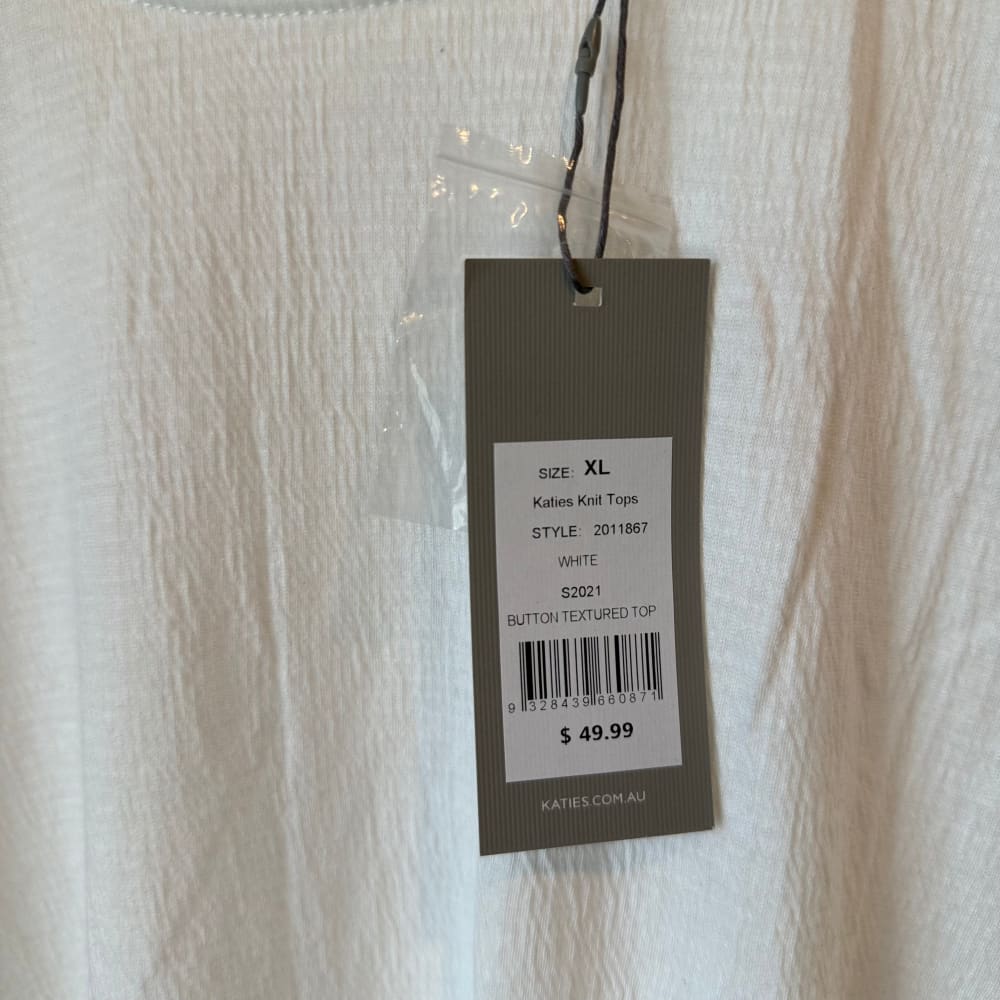 SIZE: XL
Katies Knit Tops
STYLE: 2011867
WHITE
S2021
BUTTON TEXTURED TOP
9 328439 660871
$ 49.99
KATIES.COM.AU